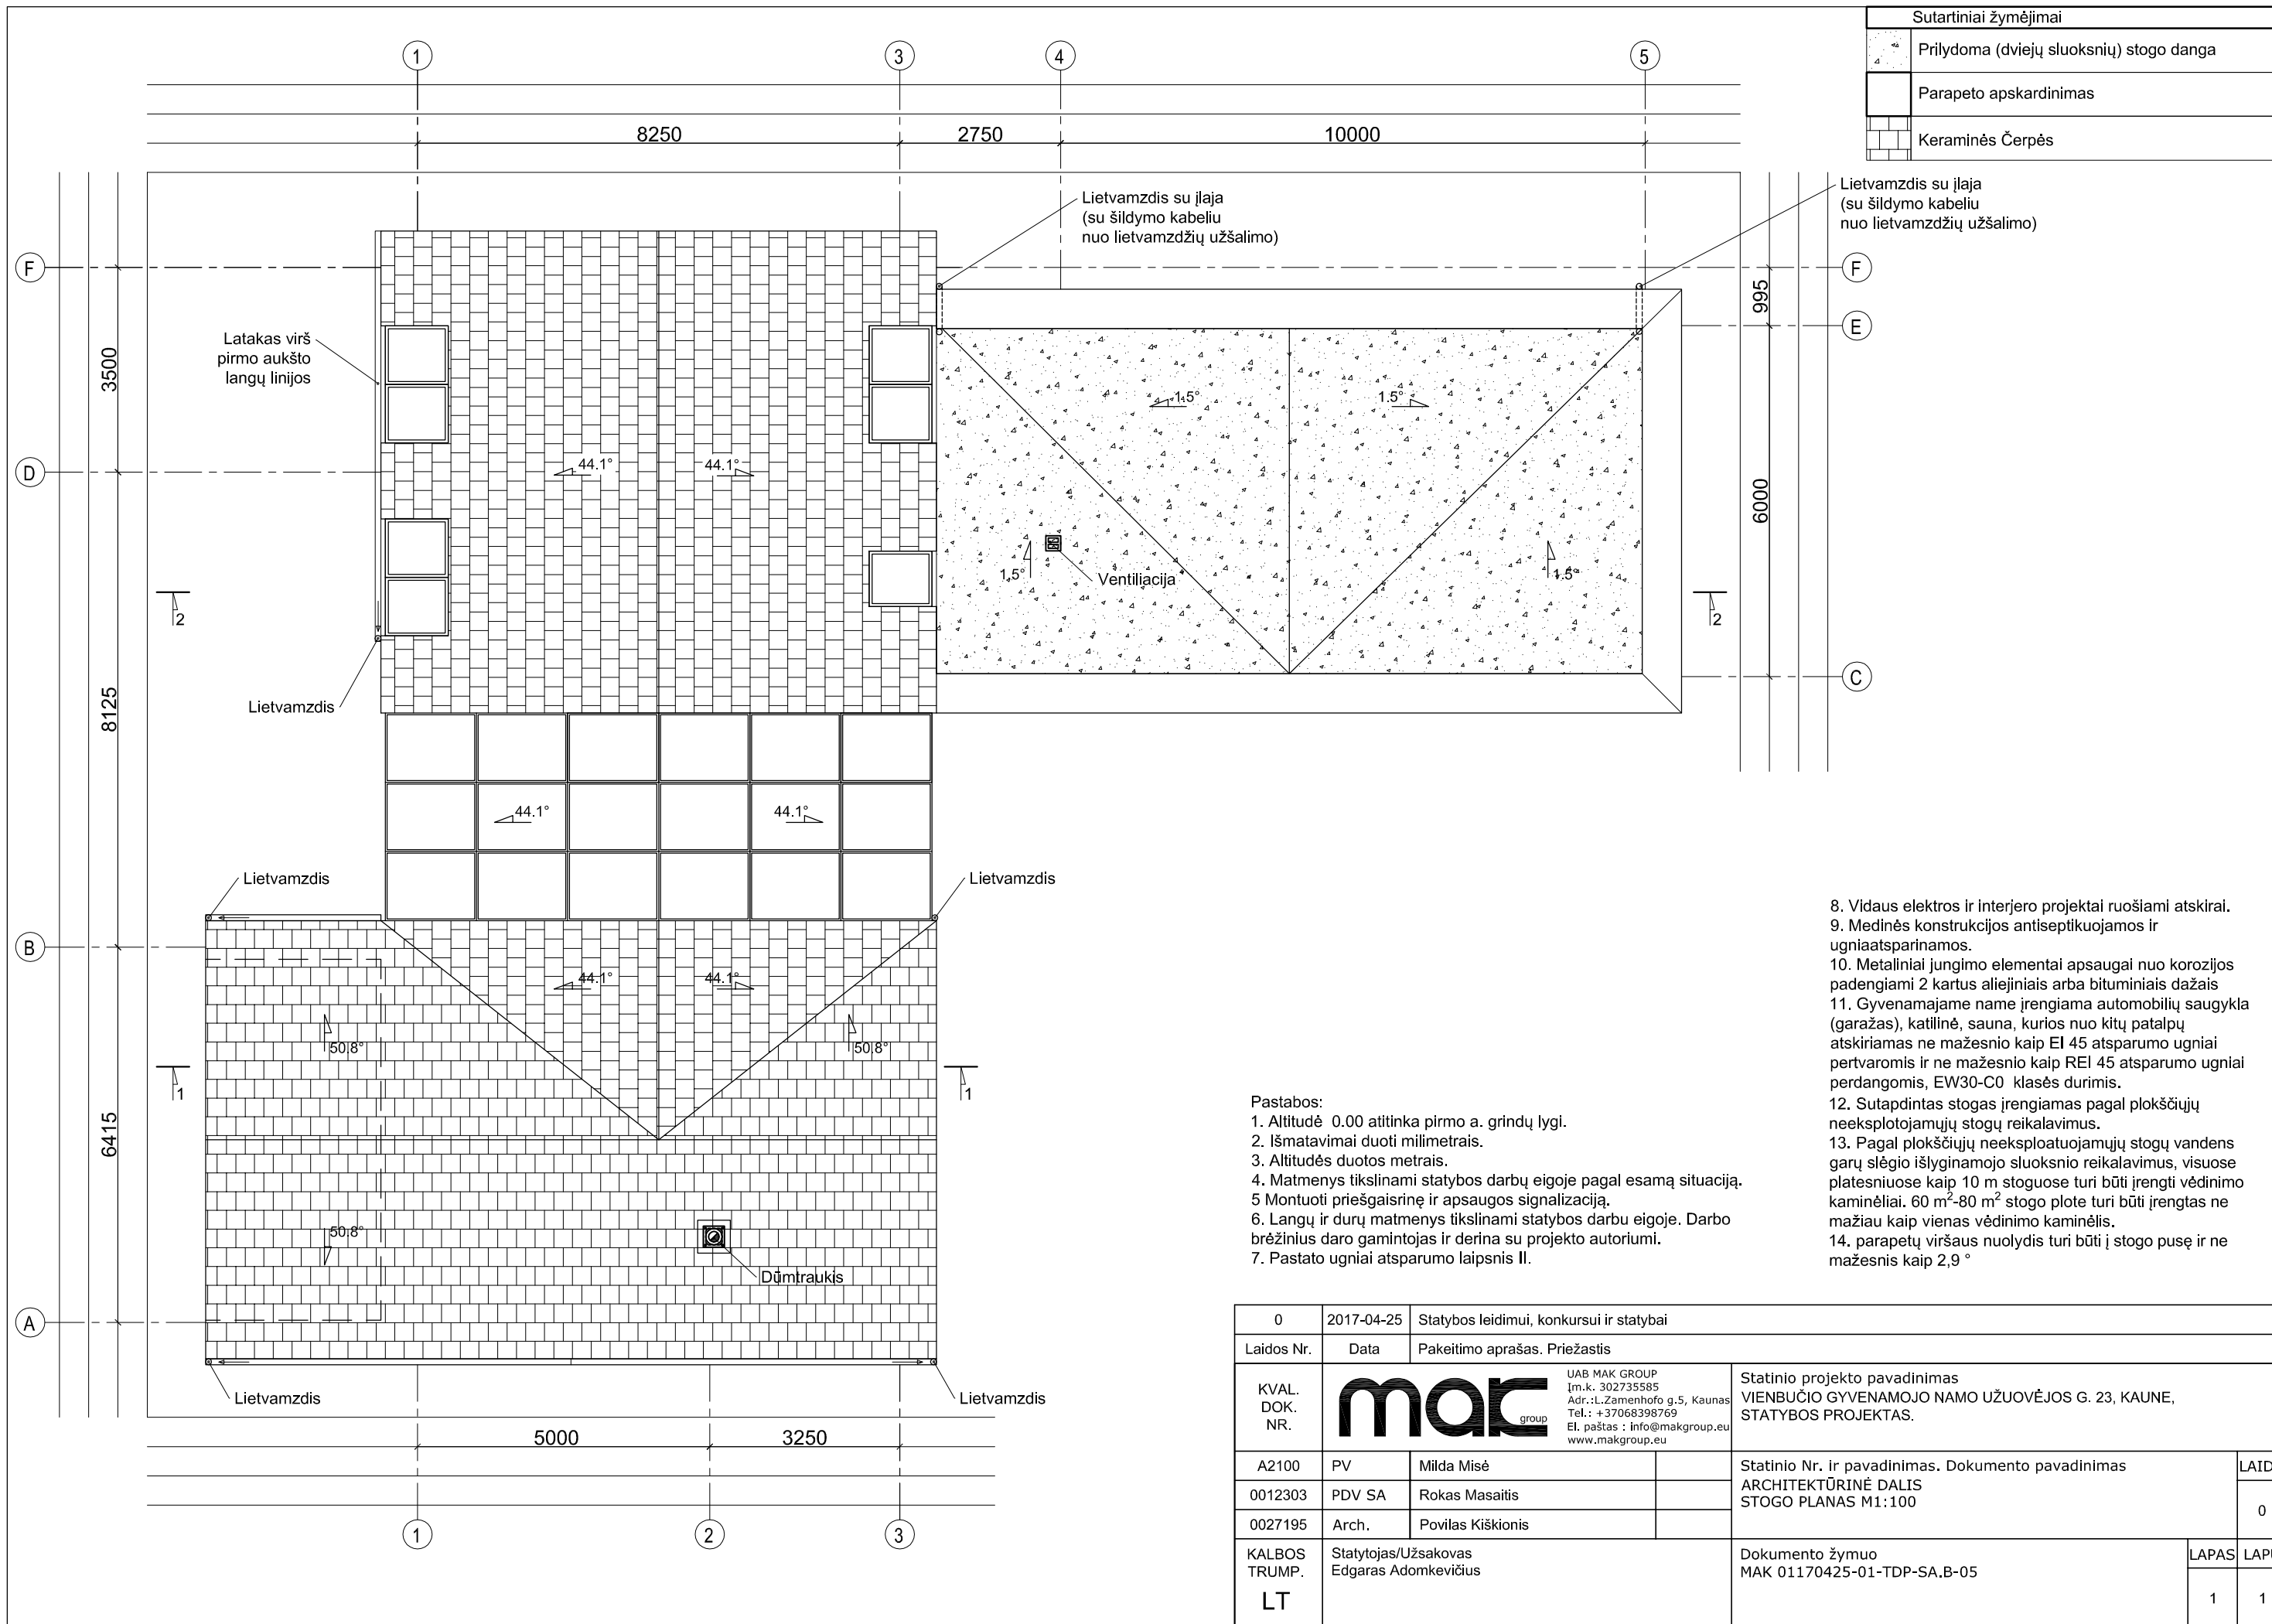 Sutartiniai žymėjimai
Prilydoma (dviejų sluoksnių) stogo danga
Parapeto apskardinimas
Keraminės Čerpės
1
3
4
5
8250
2750
10000
Lietvamzdis su įlaja
(su šildymo kabeliu
nuo lietvamzdžių užšalimo)
Lietvamzdis su įlaja
(su šildymo kabeliu
nuo lietvamzdžių užšalimo)
F
F
995
E
Latakas virš
pirmo aukšto
langų linijos
3500
1.5°
1.5°
D
44.1°
44.1°
6000
1.5°
Ventiliacija
1.5°
2
2
C
8125
Lietvamzdis
44.1°
44.1°
Lietvamzdis
Lietvamzdis
B
44.1°
44.1°
50.8°
50.8°
1
1
6415
50.8°
Dūmtraukis
A
Lietvamzdis
Lietvamzdis
5000
3250
1
2
3
Pastabos:
1. Altitudė 0.00 atitinka pirmo a. grindų lygi.
2. Išmatavimai duoti milimetrais.
3. Altitudės duotos metrais.
4. Matmenys tikslinami statybos darbų eigoje pagal esamą situaciją.
5 Montuoti priešgaisrinę ir apsaugos signalizaciją.
6. Langų ir durų matmenys tikslinami statybos darbu eigoje. Darbo
brėžinius daro gamintojas ir derina su projekto autoriumi.
7. Pastato ugniai atsparumo laipsnis II.
8. Vidaus elektros ir interjero projektai ruošiami atskirai.
9. Medinės konstrukcijos antiseptikuojamos ir
ugniaatsparinamos.
10. Metaliniai jungimo elementai apsaugai nuo korozijos
padengiami 2 kartus aliejiniais arba bituminiais dažais
11. Gyvenamajame name įrengiama automobilių saugykla
(garažas), katilinė, sauna, kurios nuo kitų patalpų
atskiriamas ne mažesnio kaip EI 45 atsparumo ugniai
pertvaromis ir ne mažesnio kaip REI 45 atsparumo ugniai
perdangomis, EW30-C0 klasės durimis.
12. Sutapdintas stogas įrengiamas pagal plokščiųjų
neeksplotojamųjų stogų reikalavimus.
13. Pagal plokščiųjų neeksploatuojamųjų stogų vandens
garų slėgio išlyginamojo sluoksnio reikalavimus, visuose
platesniuose kaip 10 m stoguose turi būti įrengti vėdinimo
kaminėliai. 60 m²-80 m² stogo plote turi būti įrengtas ne
mažiau kaip vienas vėdinimo kaminėlis.
14. parapetų viršaus nuolydis turi būti į stogo pusę ir ne
mažesnis kaip 2,9 °
0 2017-04-25 Statybos leidimui, konkursui ir statybai
Laidos Nr. Data Pakeitimo aprašas. Priežastis
KVAL.
DOK.
NR.
mac
group
UAB MAK GROUP
Įm.k. 302735585
Adr.:L.Zamenhofo g.5, Kaunas
Tel.: +37068398769
El. paštas : info@makgroup.eu
www.makgroup.eu
Statinio projekto pavadinimas
VIENBUČIO GYVENAMOJO NAMO UŽUOVĖJOS G. 23, KAUNE,
STATYBOS PROJEKTAS.
A2100 PV Milda Misė
0012303 PDV SA Rokas Masaitis
0027195 Arch. Povilas Kiškionis
Statinio Nr. ir pavadinimas. Dokumento pavadinimas
ARCHITEKTŪRINĖ DALIS
STOGO PLANAS M1:100
LAID
0
KALBOS
TRUMP.
LT
Statytojas/Užsakovas
Edgaras Adomkevičius
Dokumento žymuo
MAK 01170425-01-TDP-SA.B-05
LAPAS
1
LAPŲ
1